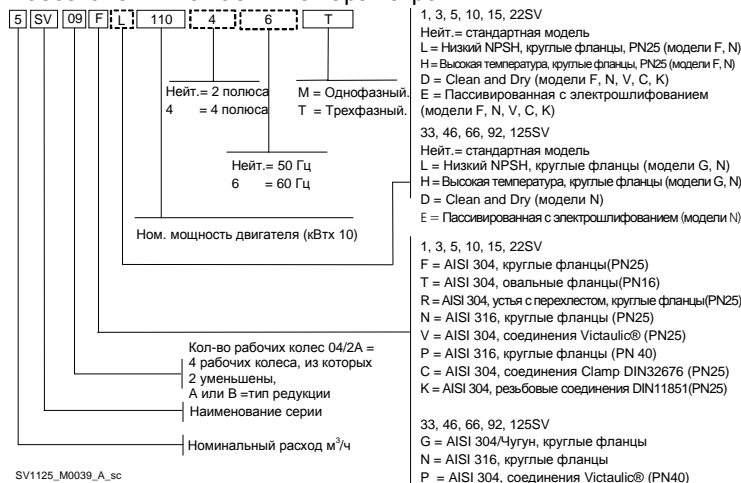 5 SV 09 F L 110 4 6 T
Нейт.= 2 полюса
4 = 4 полюса
M = Однофазный.
T = Трехфазный.
Нейт.= 50 Гц
6 = 60 Гц
Ном. мощность двигателя (кВтx 10)
Кол-во рабочих колес 04/2A =
4 рабочих колеса, из которых
2 уменьшены,
А или В =тип редукции
Наименование серии
Номинальный расход м³/ч
SV1125_M0039_A_sc
1, 3, 5, 10, 15, 22SV
Нейт.= стандартная модель
L = Низкий NPSH, круглые фланцы, PN25 (модели F, N)
H = Высокая температура, круглые фланцы, PN25 (модели F, N)
D = Clean and Dry (модели F, N, V, C, K)
E = Пассивированная с электрошлифованием
(модели F, N, V, C, K)
33, 46, 66, 92, 125SV
Нейт.= стандартная модель
L = Низкий NPSH, круглые фланцы (модели G, N)
H = Высокая температура, круглые фланцы (модели G, N)
D = Clean and Dry (модели N)
E = Пассивированная с электрошлифованием (модели N)
1, 3, 5, 10, 15, 22SV
F = AISI 304, круглые фланцы(PN25)
T = AISI 304, овальные фланцы(PN16)
R = AISI 304, устья с перехлестом, круглые фланцы(PN25)
N = AISI 316, круглые фланцы (PN25)
V = AISI 304, соединения Victaulic® (PN25)
P = AISI 316, круглые фланцы (PN 40)
C = AISI 304, соединения Clamp DIN32676 (PN25)
K = AISI 304, резьбовые соединения DIN11851(PN25)
33, 46, 66, 92, 125SV
G = AISI 304/Чугун, круглые фланцы
N = AISI 316, круглые фланцы
P = AISI 304, соединения Victaulic® (PN40)